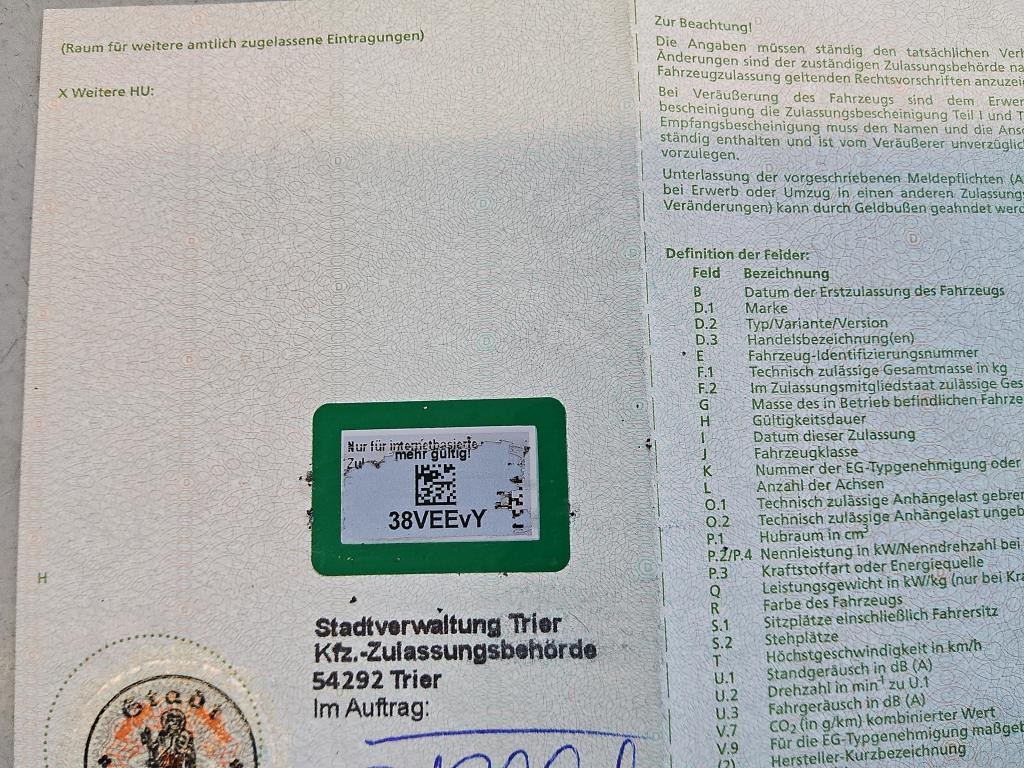 (Raum für weitere amtlich zugelassene Eintragungen)
X Weitere HU:
Nur für internetbasierte
mehr gültig!
38VEEvY
H
Stadtverwaltung Trier
Kfz.-Zulassungsbehörde
54292 Trier
Im Auftrag:
Stadt
Zur Beachtung!
Die Angaben müssen ständig den tatsächlichen
Änderungen sind der zuständigen Zulassungsbehörde
Fahrzeugzulassung geltenden Rechtsvorschriften
Bei Veräußerung des Fahrzeugs sind dem
bescheinigung die Zulassungsbescheinigung Teil I und
Empfangsbescheinigung muss den Namen und die
ständig enthalten und ist vom Veräußerer
vorzulegen.
Unterlassung der vorgeschriebenen Meldepflichten
bei Erwerb oder Umzug in einen anderen
Veränderungen) kann durch Geldbußen geahndet
Definition der Felder:
Feld Bezeichnung
B Datum der Erstzulassung des Fahrzeugs
D.1 Marke
D.2 Typ/Variante/Version
D.3 Handelsbezeichnung(en)
E Fahrzeug-Identifizierungsnummer
F.1 Technisch zulässige Gesamtmasse in kg
F.2 Im Zulassungsmitgliedstaat zulässige
G Masse des in Betrieb befindlichen
H Gültigkeitsdauer
I Datum dieser Zulassung
J Fahrzeugklasse
K Nummer der EG-Typgenehmigung oder
L Anzahl der Achsen
O.1 Technisch zulässige Anhängelast
O.2 Technisch zulässige Anhängelast
P.1 Hubraum in cm³
P.2/P.4 Nennleistung in kW/Nenndrehzahl bei
P.3 Kraftstoffart oder Energiequelle
Q Leistungsgewicht in kW/kg (nur bei
R Farbe des Fahrzeugs
S.1 Sitzplätze einschließlich Fahrersitz
S.2 Stehplätze
T Höchstgeschwindigkeit in km/h
U.1 Standgeräusch in dB (A)
U.2 Drehzahl in min⁻¹ zu U.1
U.3 Fahrgeräusch in dB (A)
V.7 CO₂ (in g/km) kombinierter Wert
V.9 Für die EG-Typgenehmigung
(2) Hersteller-Kurzbezeichnung